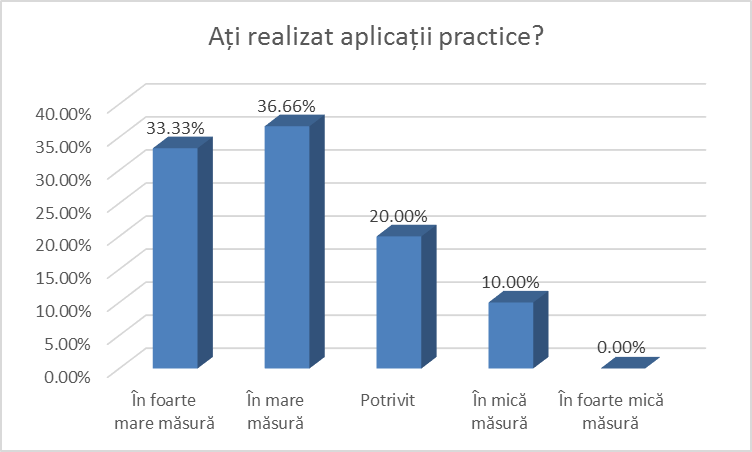 Ați realizat aplicații practice?
40.00%
35.00%
30.00%
25.00%
20.00%
15.00%
10.00%
5.00%
0.00%
33.33%
36.66%
20.00%
10.00%
0.00%
În foarte
mare măsură
În mare
măsură
Potrivit
În mică
măsură
În foarte mică
măsură